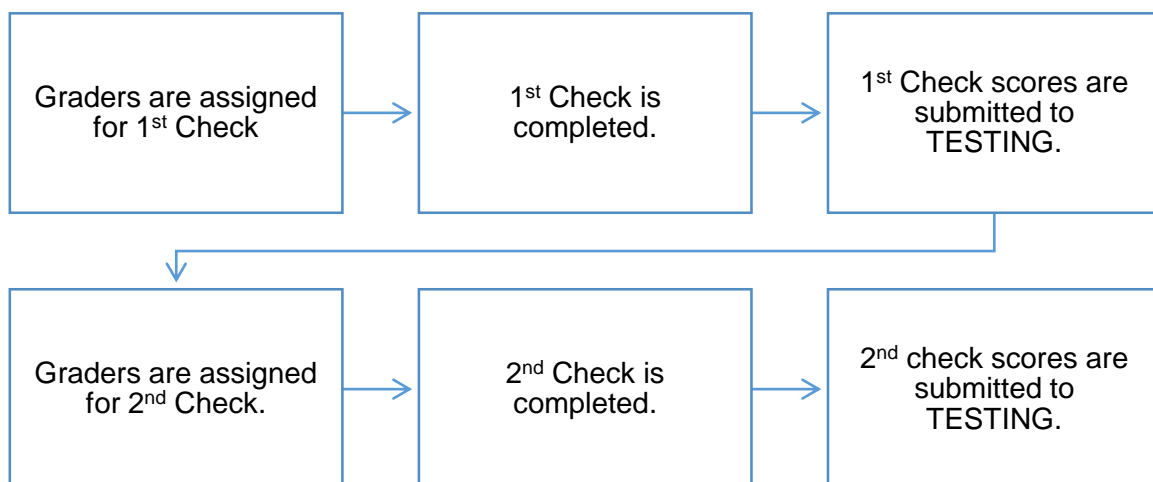 Graders are assigned
for 1st Check
1st Check is
completed.
1st Check scores are
submitted to
TESTING.
Graders are assigned
for 2nd Check.
2nd Check is
completed.
2nd check scores are
submitted to
TESTING.